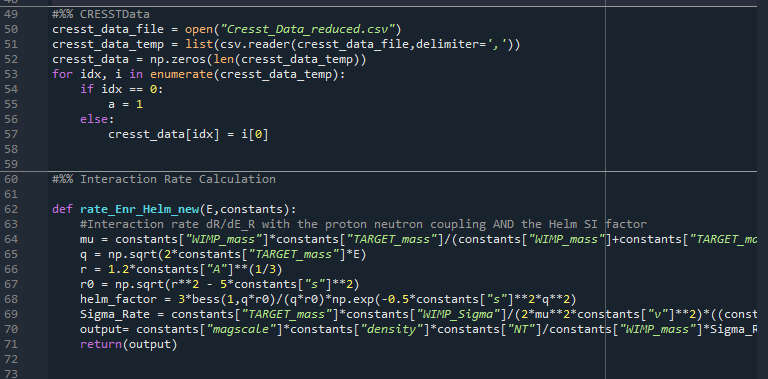 49 #%% CRESSTData
50 cresst_data_file = open("Cresst_Data_reduced.csv")
51 cresst_data_temp = list(csv.reader(cresst_data_file,delimiter=','))
52 cresst_data = np.zeros(len(cresst_data_temp))
53 for idx, i in enumerate(cresst_data_temp):
54     if idx == 0:
55         a = 1
56     else:
57         cresst_data[idx] = i[0]
58
59
60 #%% Interaction Rate Calculation
61
62 def rate_Enr_Helm_new(E,constants):
63     #Interaction rate dR/dE_R with the proton neutron coupling AND the Helm SI factor
64     mu = constants["WIMP_mass"]*constants["TARGET_mass"]/(constants["WIMP_mass"]+constants["TARGET_ma
65     q = np.sqrt(2*constants["TARGET_mass"]*E)
66     r = 1.2*constants["A"]**(1/3)
67     r0 = np.sqrt(r**2 - 5*constants["s"]**2)
68     helm_factor = 3*bess(1,q*r0)/(q*r0)*np.exp(-0.5*constants["s"]**2*q**2)
69     Sigma_Rate = constants["TARGET_mass"]*constants["WIMP_Sigma"]/(2*mu**2*constants["v"]**2)*((const
70     output= constants["magscale"]*constants["density"]*constants["NT"]/constants["WIMP_mass"]*Sigma_R
71     return(output)
72
73